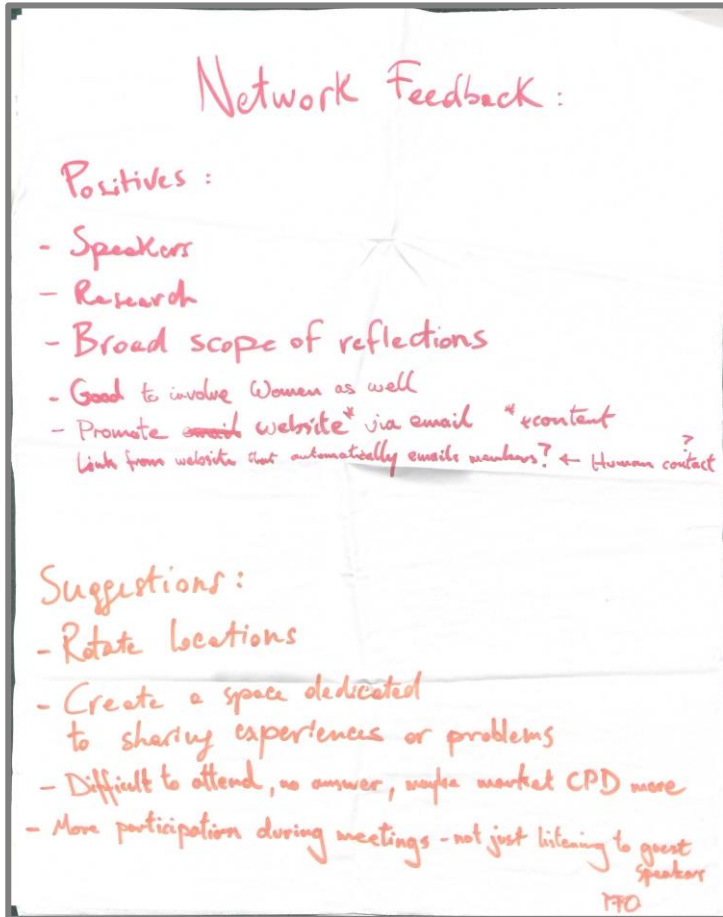 Network Feedback :
Positives :
- Speakers
- Research
- Broad scope of reflections
- Good to involve Women as well
- Promote email website* via email * +content
Link from website that automatically emails members? ← Human contact ?
Suggestions :
- Rotate locations
- Create a space dedicated
to sharing experiences or problems
- Difficult to attend, no answer, maybe market CPD more
- More participation during meetings - not just listening to guest
speakers
PTO